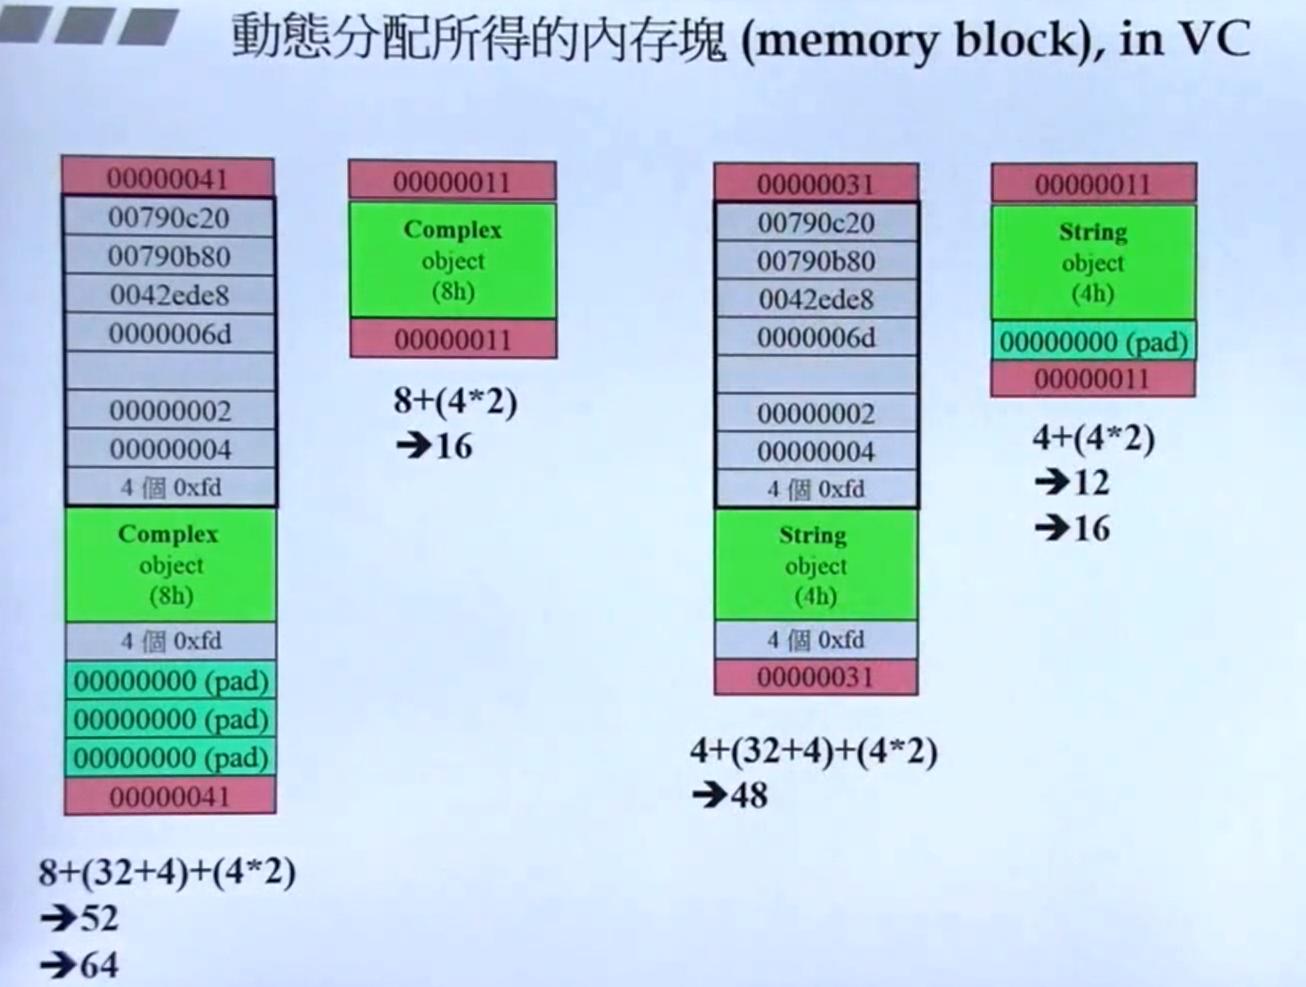 動態分配所得的內存塊 (memory block), in VC
00000041
00790c20
00790b80
0042ede8
0000006d
00000002
00000004
4 個 0xfd
Complex
object
(8h)
4 個 0xfd
00000000 (pad)
00000000 (pad)
00000000 (pad)
00000041
8+(32+4)+(4*2)
➔52
➔64
00000011
Complex
object
(8h)
00000011
8+(4*2)
➔16
00000031
00790c20
00790b80
0042ede8
0000006d
00000002
00000004
4 個 0xfd
String
object
(4h)
4 個 0xfd
00000031
4+(32+4)+(4*2)
➔48
00000011
String
object
(4h)
00000000 (pad)
00000011
4+(4*2)
➔12
➔16